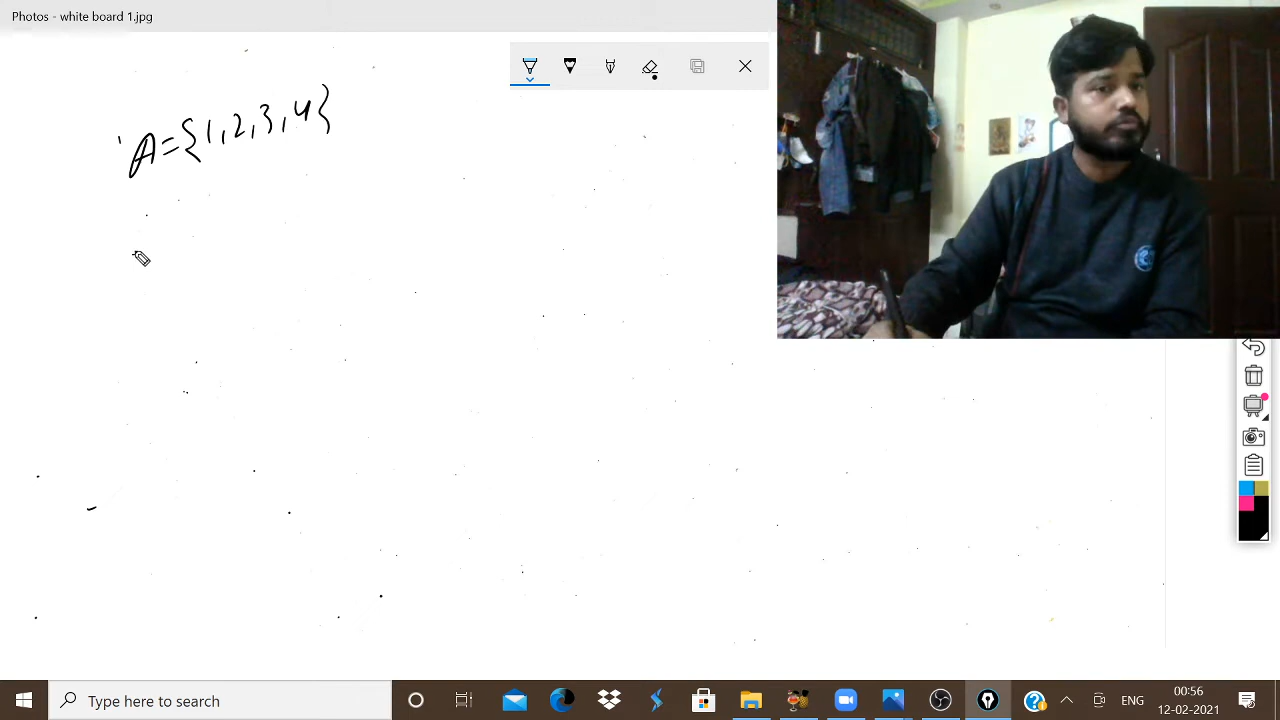 Photos - white board 1.jpg
A={1,2,3,4}
Type here to search
ENG
00:56
12-02-2021